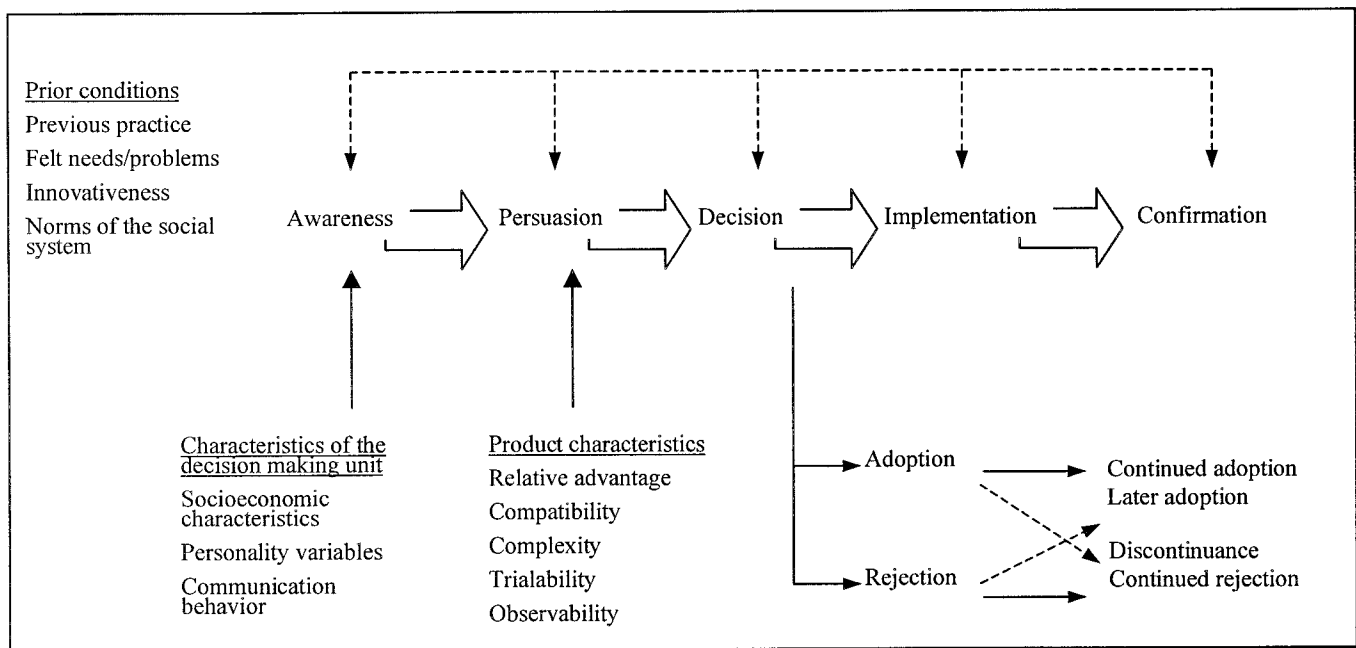 Prior conditions
Previous practice
Felt needs/problems
Innovativeness
Norms of the social
system
Awareness
Persuasion
Decision
Implementation
Confirmation
Characteristics of the
decision making unit
Socioeconomic
characteristics
Personality variables
Communication
behavior
Product characteristics
Relative advantage
Compatibility
Complexity
Trialability
Observability
Adoption
Rejection
Continued adoption
Later adoption
Discontinuance
Continued rejection